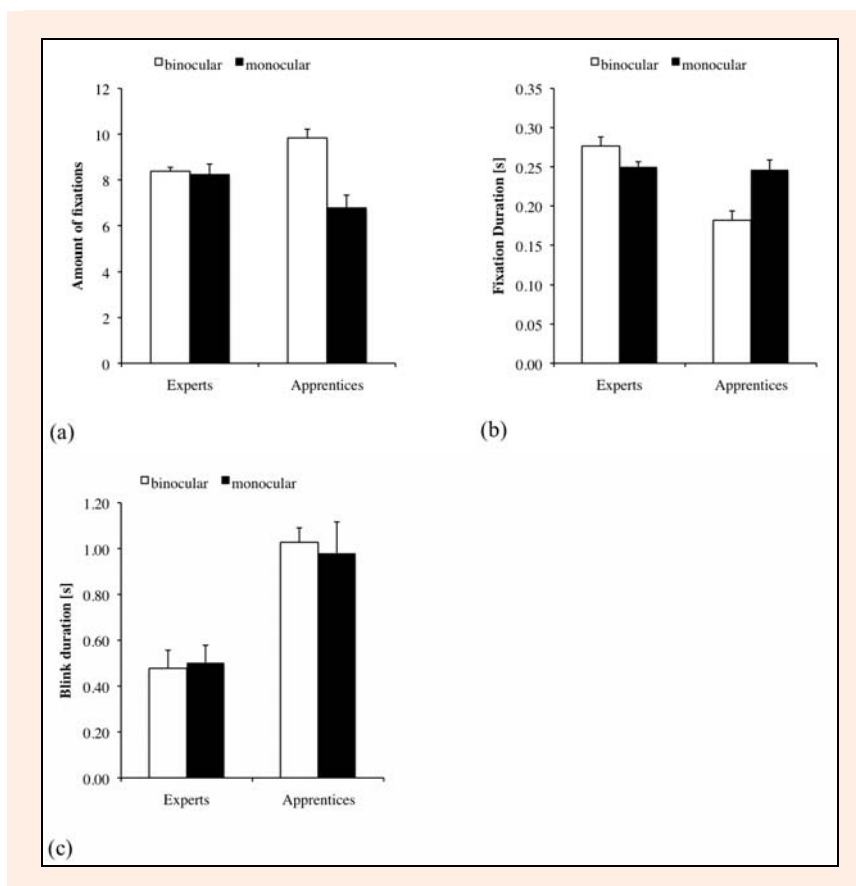 binocular monocular
12
10
8
6
4
2
0
Amount of fixations
Experts Apprentices
(a)
binocular monocular
0.35
0.30
0.25
0.20
0.15
0.10
0.05
0.00
Fixation Duration [s]
Experts Apprentices
(b)
binocular monocular
1.20
1.00
0.80
0.60
0.40
0.20
0.00
Blink duration [s]
Experts Apprentices
(c)